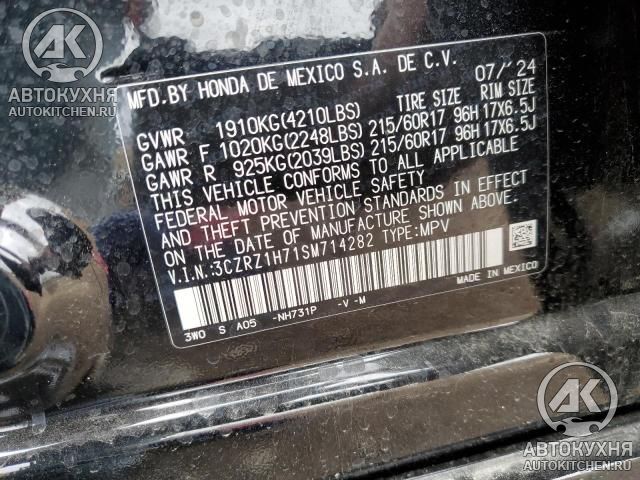 AK
АВТОКУХНЯ
AUTOKITCHEN.RU
MFD.BY HONDA DE MEXICO S.A. DE C.V. 07/'24
TIRE SIZE RIM SIZE
GVWR 1910KG(4210LBS)
GAWR F 1020KG(2248LBS) 215/60R17 96H 17X6.5J
GAWR R 925KG(2039LBS) 215/60R17 96H 17X6.5J
THIS VEHICLE CONFORMS TO ALL APPLICABLE
FEDERAL MOTOR VEHICLE SAFETY
AND THEFT PREVENTION STANDARDS IN EFFECT
ON THE DATE OF MANUFACTURE SHOWN ABOVE.
V.I.N:3CZRZ1H71SM714282 TYPE:MPV
3W0 S A05 -NH731P -V -M
MADE IN MEXICO
AK
АВТОКУХНЯ
AUTOKITCHEN.RU